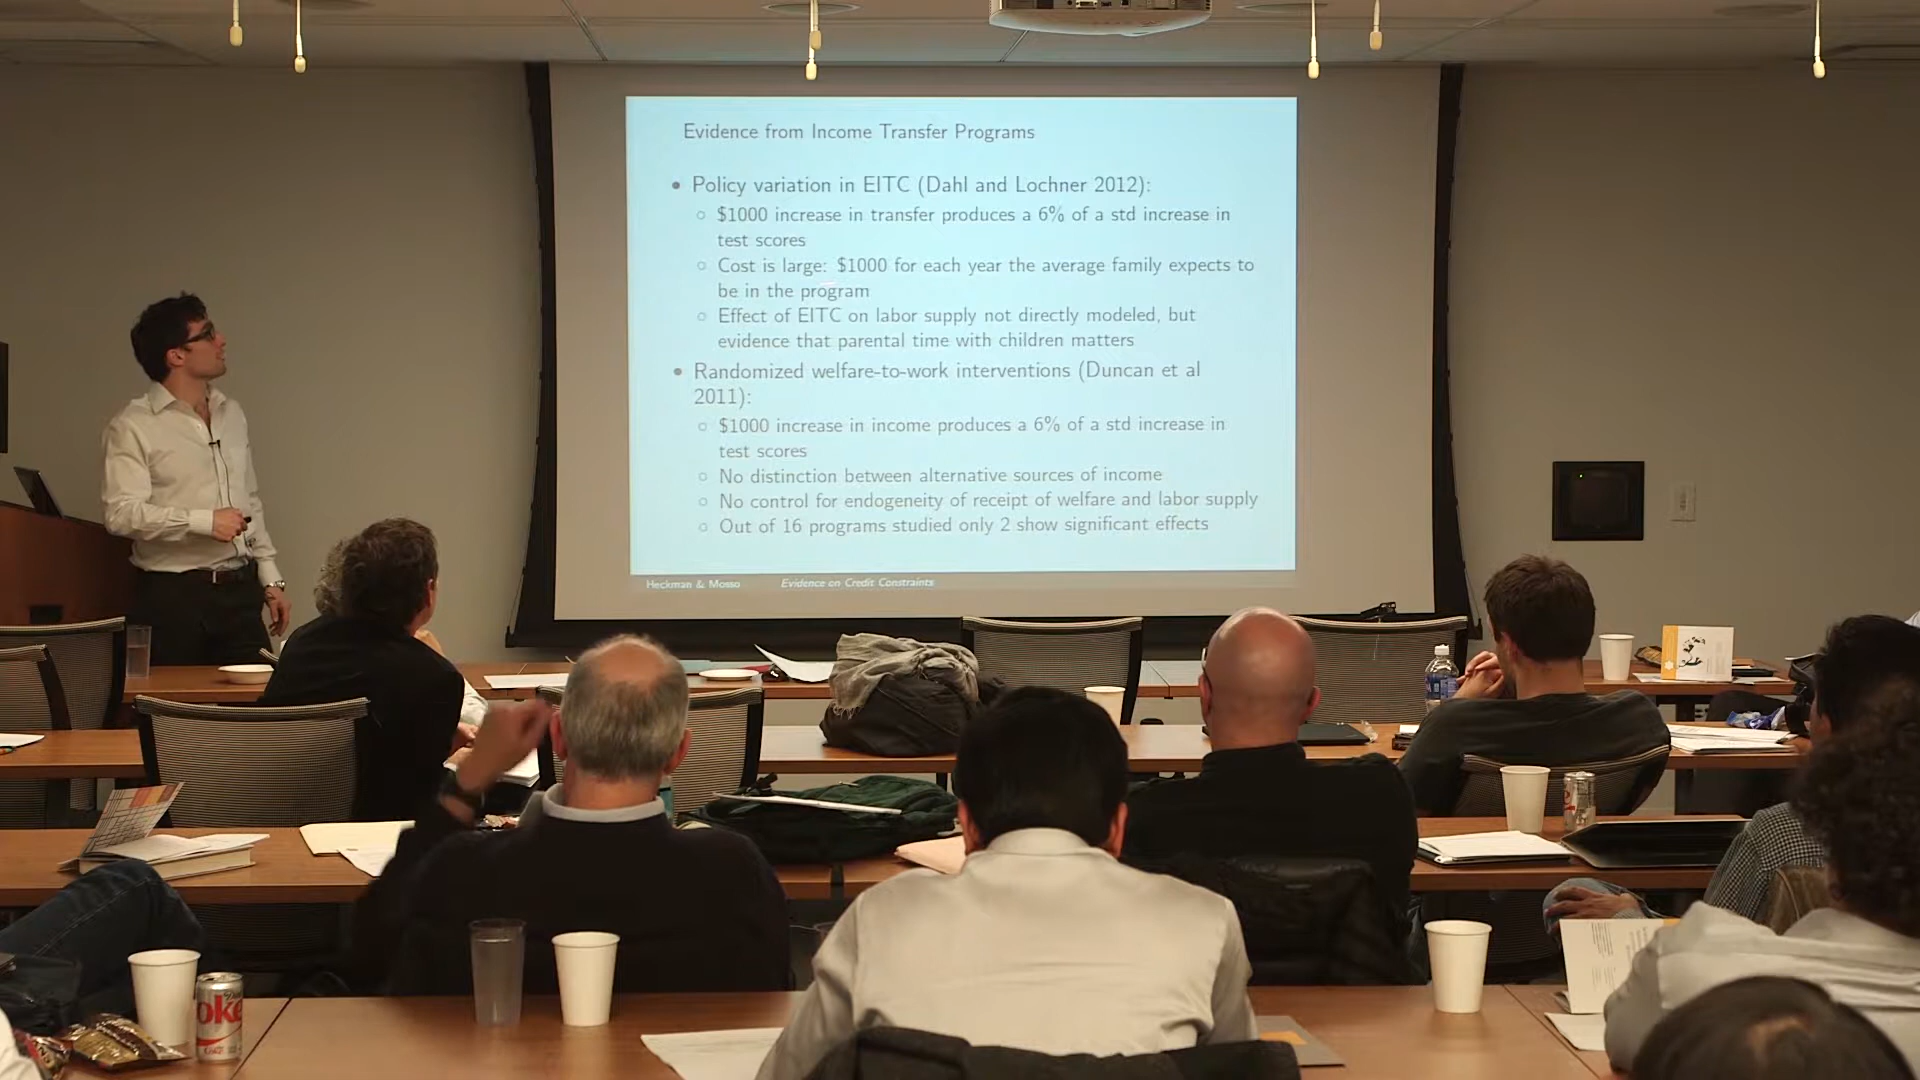 Evidence from Income Transfer Programs
• Policy variation in EITC (Dahl and Lochner 2012):
○ $1000 increase in transfer produces a 6% of a std increase in
test scores
○ Cost is large: $1000 for each year the average family expects to
be in the program
○ Effect of EITC on labor supply not directly modeled, but
evidence that parental time with children matters
• Randomized welfare-to-work interventions (Duncan et al
2011):
○ $1000 increase in income produces a 6% of a std increase in
test scores
○ No distinction between alternative sources of income
○ No control for endogeneity of receipt of welfare and labor supply
○ Out of 16 programs studied only 2 show significant effects
Heckman & Mosso Evidence on Credit Constraints
oke